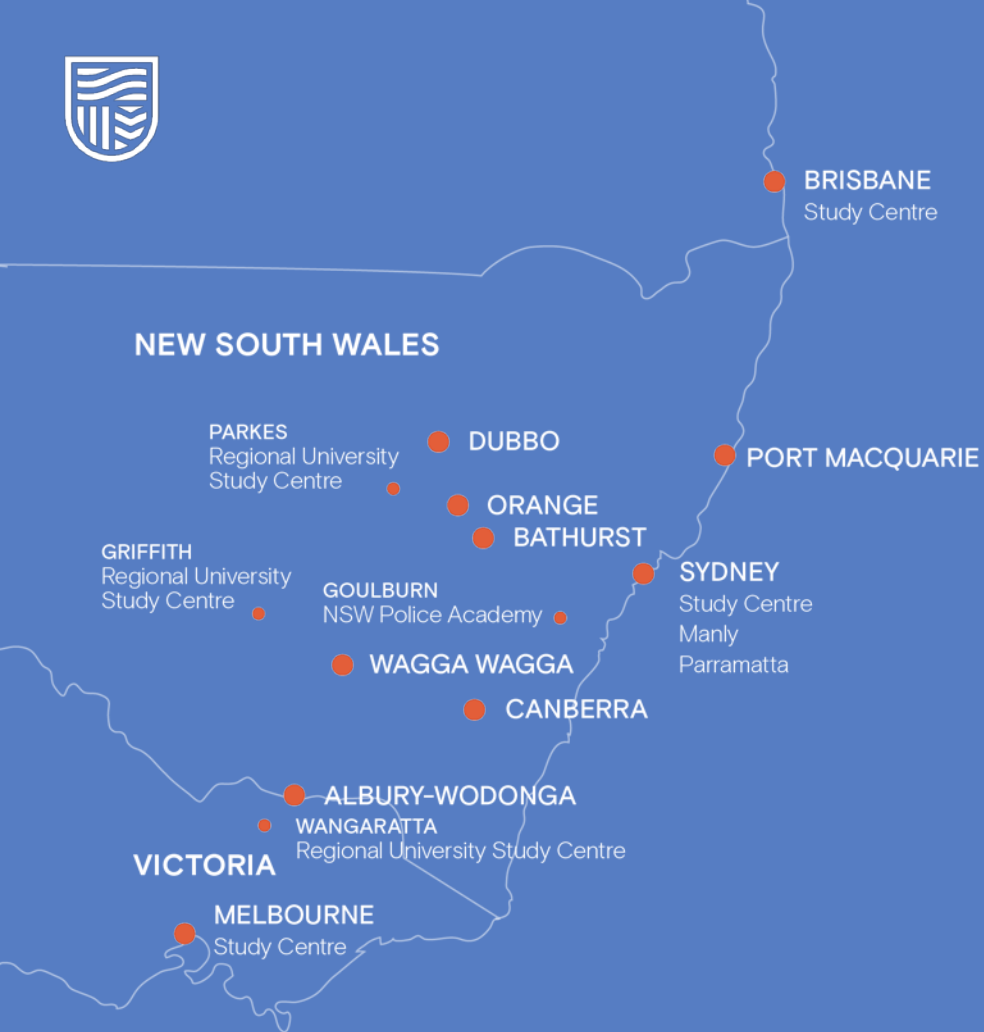 BRISBANE
Study Centre
NEW SOUTH WALES
PARKES
Regional University
Study Centre
DUBBO
PORT MACQUARIE
ORANGE
BATHURST
GRIFFITH
Regional University
Study Centre
GOULBURN
NSW Police Academy
SYDNEY
Study Centre
Manly
Parramatta
WAGGA WAGGA
CANBERRA
ALBURY-WODONGA
WANGARATTA
Regional University Study Centre
VICTORIA
MELBOURNE
Study Centre